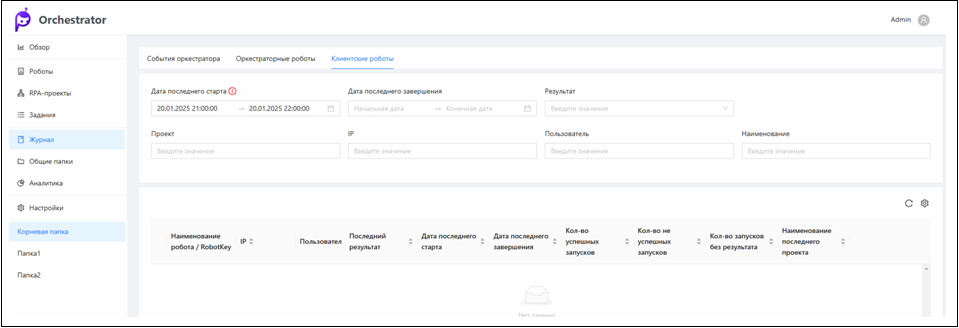 Orchestrator
Admin
Обзор
Роботы
RPA-проекты
Задания
Журнал
Общие папки
Аналитика
Настройки
Корневая папка
Папка1
Папка2
События оркестратора Оркестраторные роботы Клиентские роботы
Дата последнего старта Дата последнего завершения Результат
20.01.2025 21:00:00 → 20.01.2025 22:00:00 Начальная дата → Конечная дата Введите значение
Проект IP Пользователь Наименование
Введите значение Введите значение Введите значение Введите значение
Наименование робота / RobotKey
IP
Пользовател
Последний результат
Дата последнего старта
Дата последнего завершения
Кол-во успешных запусков
Кол-во не успешных запусков
Кол-во запусков без результата
Наименование последнего проекта
Нет данных